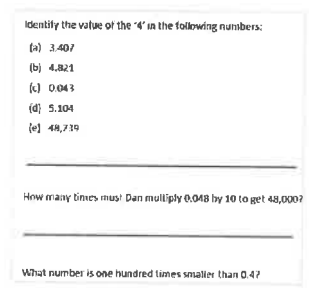 Identify the value of the '4' in the following numbers:
(a) 3.407
(b) 4.821
(c) 0.043
(d) 5.104
(e) 48,739
How many times must Dan multiply 0.048 by 10 to get 48,000?
What number is one hundred times smaller than 0.4?